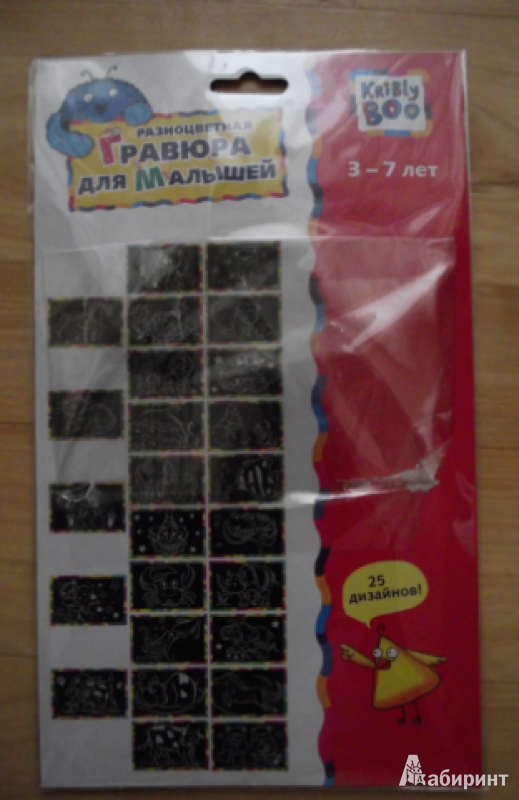 РАЗНОЦВЕТНАЯ
ГРАВЮРА
ДЛЯ МАЛЫШЕЙ
KRIBLY
BOO
3 – 7 лет
25
дизайнов!
Лабиринт